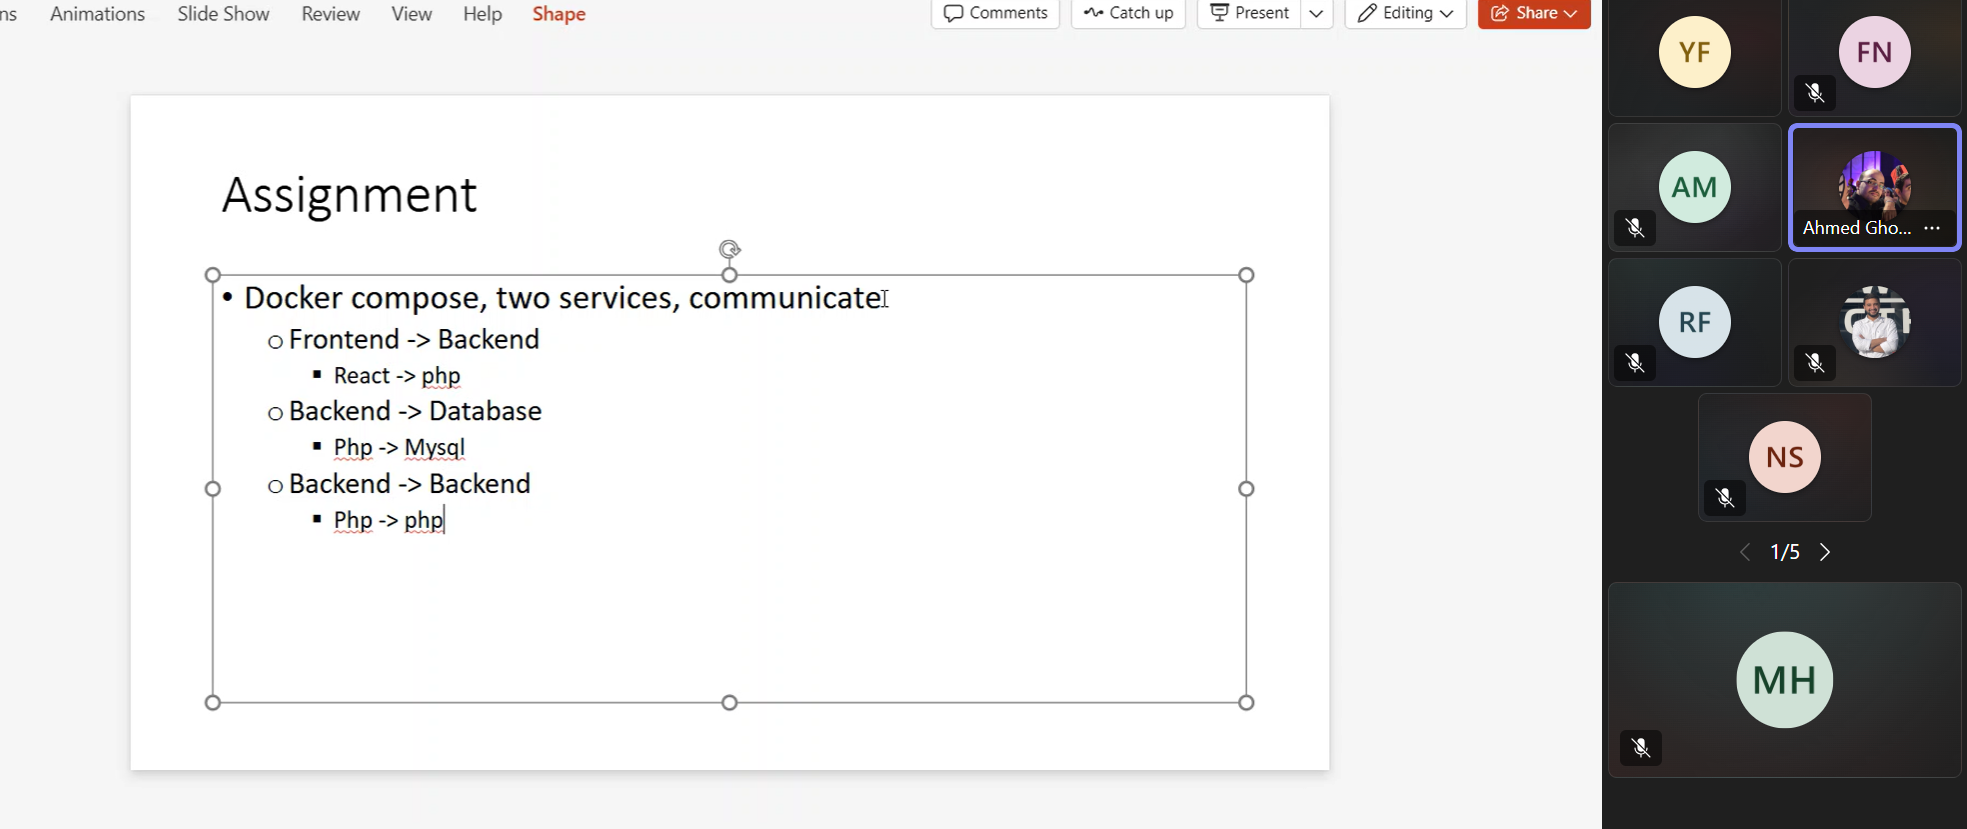 ns Animations Slide Show Review View Help Shape Comments Catch up Present Editing Share
Assignment
• Docker compose, two services, communicate
o Frontend -> Backend
▪ React -> php
o Backend -> Database
▪ Php -> Mysql
o Backend -> Backend
▪ Php -> php
YF FN
AM
Ahmed Gho... ...
RF
NS
1/5
MH